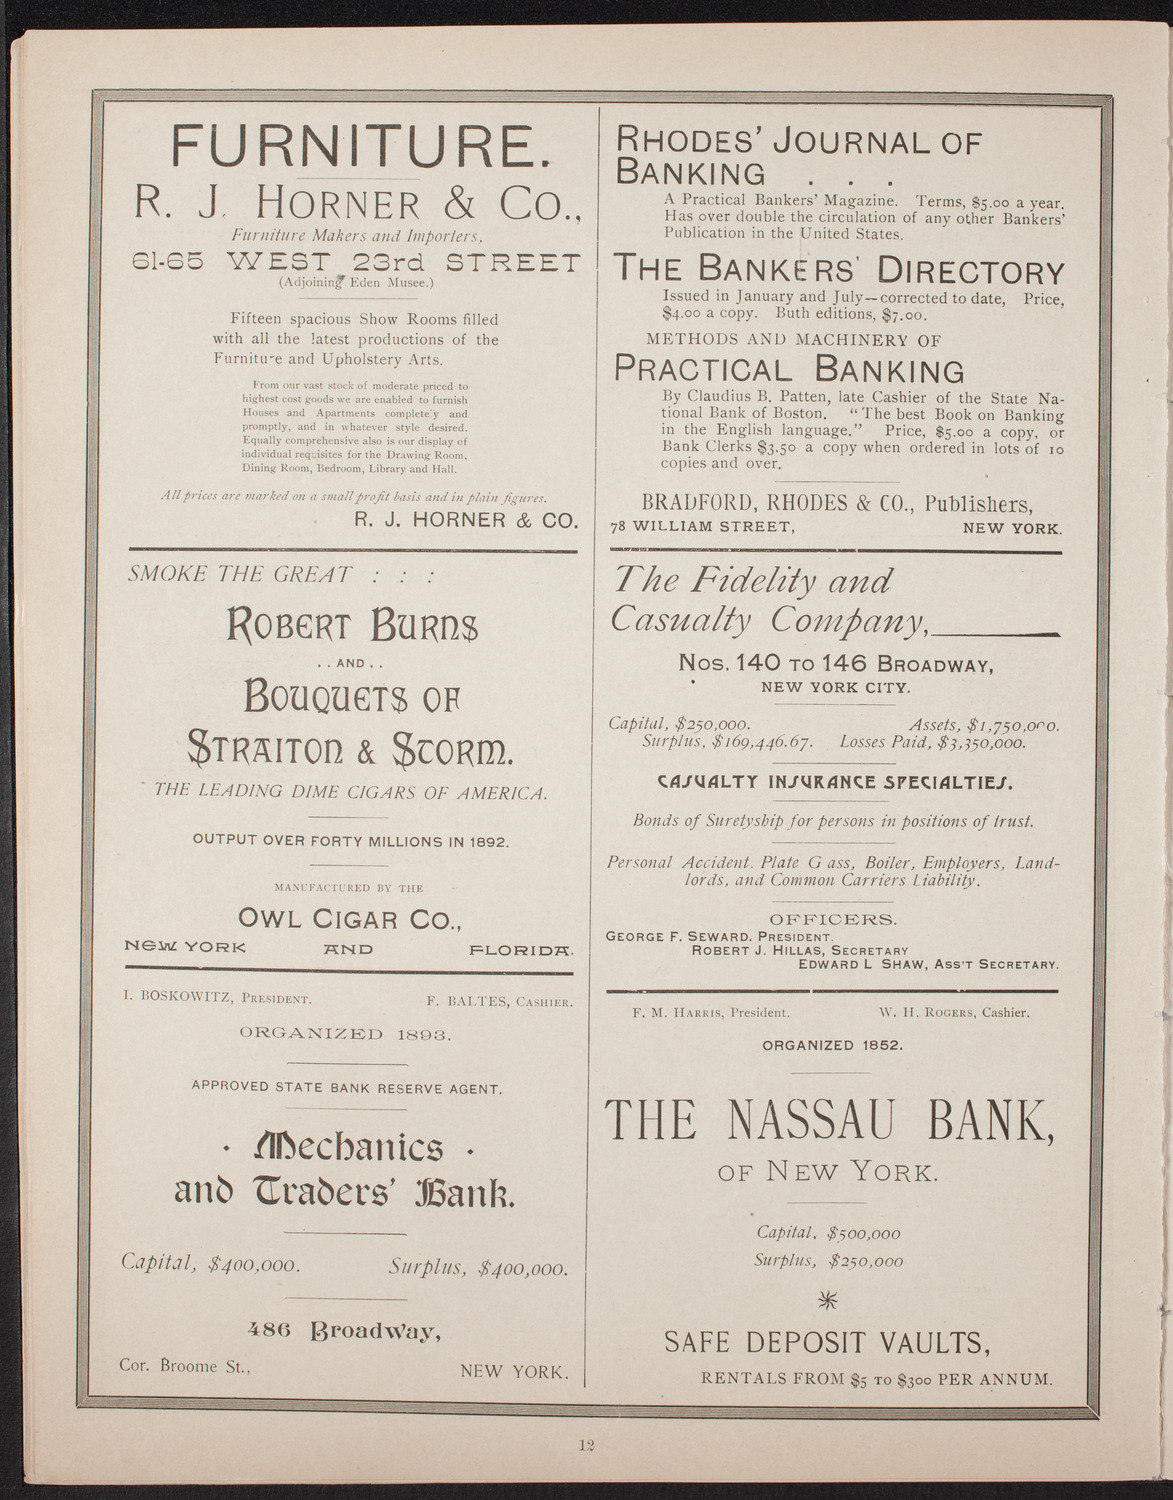 FURNITURE.
R. J. HORNER & CO.,
Furniture Makers and Importers,
61-65 WEST 23rd STREET
(Adjoining Eden Musee.)
Fifteen spacious Show Rooms filled
with all the latest productions of the
Furniture and Upholstery Arts.
From our vast stock of moderate priced to
highest cost goods we are enabled to furnish
Houses and Apartments completely and
promptly, and in whatever style desired.
Equally comprehensive also is our display of
individual requisites for the Drawing Room,
Dining Room, Bedroom, Library and Hall.
All prices are marked on a small profit basis and in plain figures.
R. J. HORNER & CO.
SMOKE THE GREAT : : :
ROBERT BURNS
. . AND . .
BOUQUETS OF
STRAITON & STORM.
THE LEADING DIME CIGARS OF AMERICA.
OUTPUT OVER FORTY MILLIONS IN 1892.
MANUFACTURED BY THE
OWL CIGAR CO.,
NEW YORK AND FLORIDA.
I. BOSKOWITZ, PRESIDENT. F. BALTES, CASHIER.
ORGANIZED 1893.
APPROVED STATE BANK RESERVE AGENT.
· Mechanics ·
and Traders' Bank.
Capital, $400,000. Surplus, $400,000.
486 Broadway,
Cor. Broome St., NEW YORK.
RHODES' JOURNAL OF
BANKING . . .
A Practical Bankers' Magazine. Terms, $5.00 a year.
Has over double the circulation of any other Bankers'
Publication in the United States.
THE BANKERS' DIRECTORY
Issued in January and July—corrected to date, Price,
$4.00 a copy. Buth editions, $7.00.
METHODS AND MACHINERY OF
PRACTICAL BANKING
By Claudius B. Patten, late Cashier of the State Na-
tional Bank of Boston. "The best Book on Banking
in the English language." Price, $5.00 a copy, or
Bank Clerks $3.50 a copy when ordered in lots of 10
copies and over.
BRADFORD, RHODES & CO., Publishers,
78 WILLIAM STREET, NEW YORK.
The Fidelity and
Casualty Company,
NOS. 140 TO 146 BROADWAY,
NEW YORK CITY.
Capital, $250,000. Assets, $1,750,000.
Surplus, $169,446.67. Losses Paid, $3,350,000.
CASUALTY INSURANCE SPECIALTIES.
Bonds of Suretyship for persons in positions of trust.
Personal Accident. Plate G ass, Boiler, Employers, Land-
lords, and Common Carriers Liability.
OFFICERS.
GEORGE F. SEWARD. PRESIDENT.
ROBERT J. HILLAS, SECRETARY
EDWARD L SHAW, ASS'T SECRETARY.
F. M. HARRIS, President. W. H. ROGERS, Cashier.
ORGANIZED 1852.
THE NASSAU BANK,
OF NEW YORK.
Capital, $500,000
Surplus, $250,000
SAFE DEPOSIT VAULTS,
RENTALS FROM $5 TO $300 PER ANNUM.
12